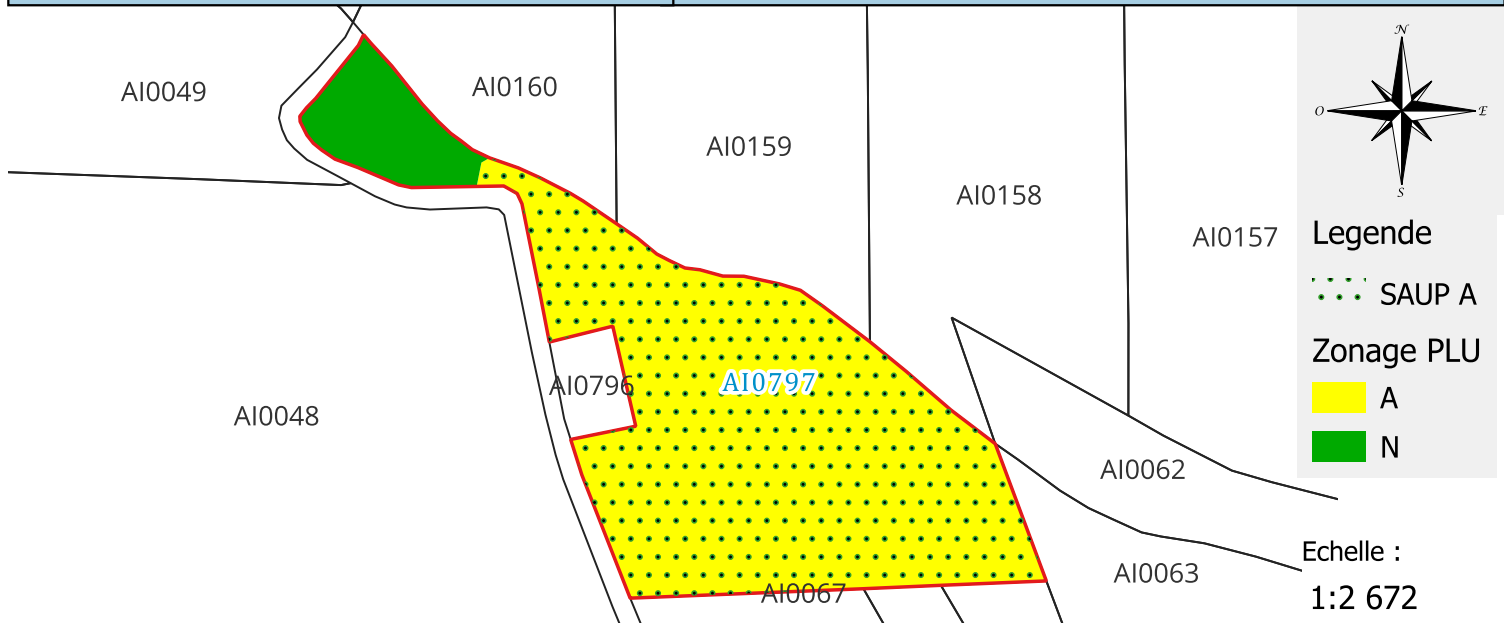 N
O
E
S
AI0049
AI0160
AI0159
AI0158
AI0157
Legende
SAUP A
Zonage PLU
A
N
AI0796
AI0797
AI0048
AI0062
AI0067
AI0063
Echelle :
1:2 672